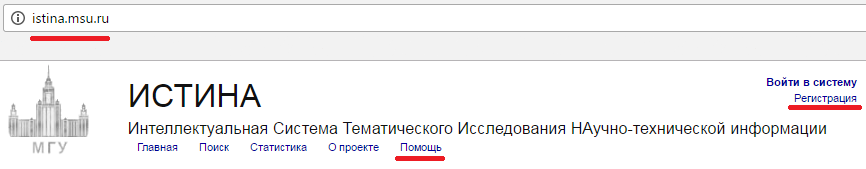 istina.msu.ru
Войти в систему
Регистрация
ИСТИНА
Интеллектуальная Система Тематического Исследования НАучно-технической информации
Главная Поиск Статистика О проекте Помощь
МГУ